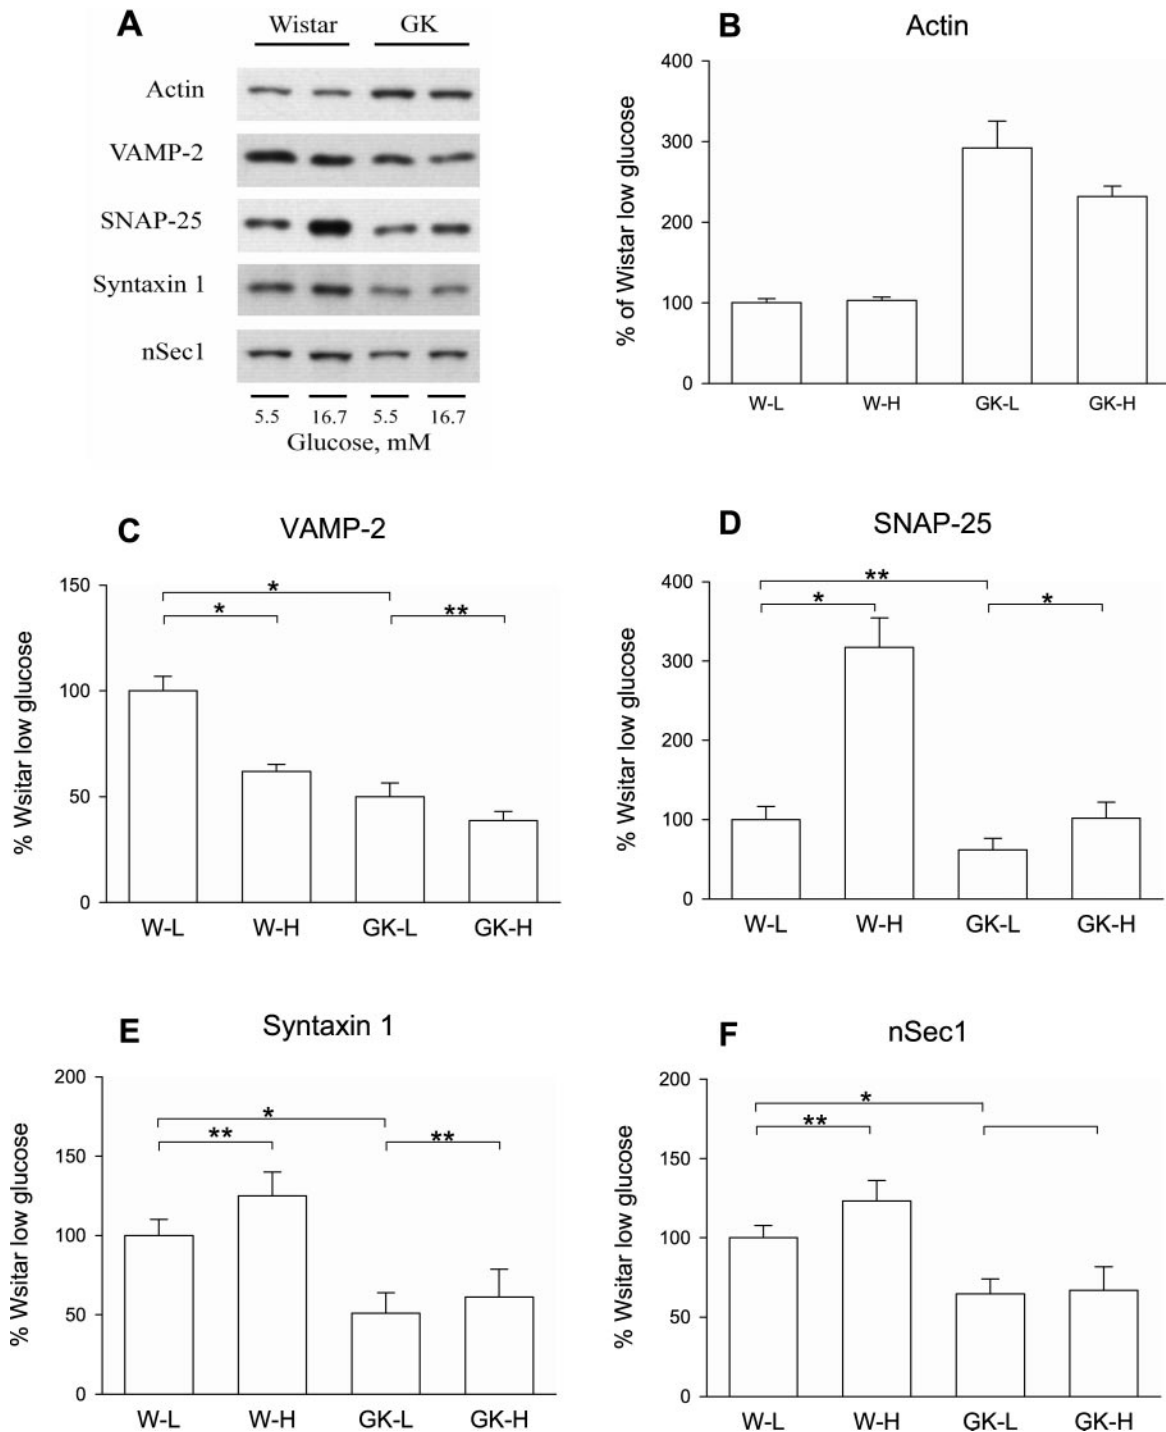 A
Wistar GK
Actin
VAMP-2
SNAP-25
Syntaxin 1
nSec1
5.5 16.7 5.5 16.7
Glucose, mM
B
Actin
% of Wistar low glucose
400
300
200
100
0
W-L W-H GK-L GK-H
C
VAMP-2
% Wsitar low glucose
150
100
50
0
* 
* **
W-L W-H GK-L GK-H
D
SNAP-25
% Wsitar low glucose
400
300
200
100
0
**
* *
W-L W-H GK-L GK-H
E
Syntaxin 1
% Wsitar low glucose
200
150
100
50
0
*
** **
W-L W-H GK-L GK-H
F
nSec1
% Wsitar low glucose
200
150
100
50
0
*
**
W-L W-H GK-L GK-H